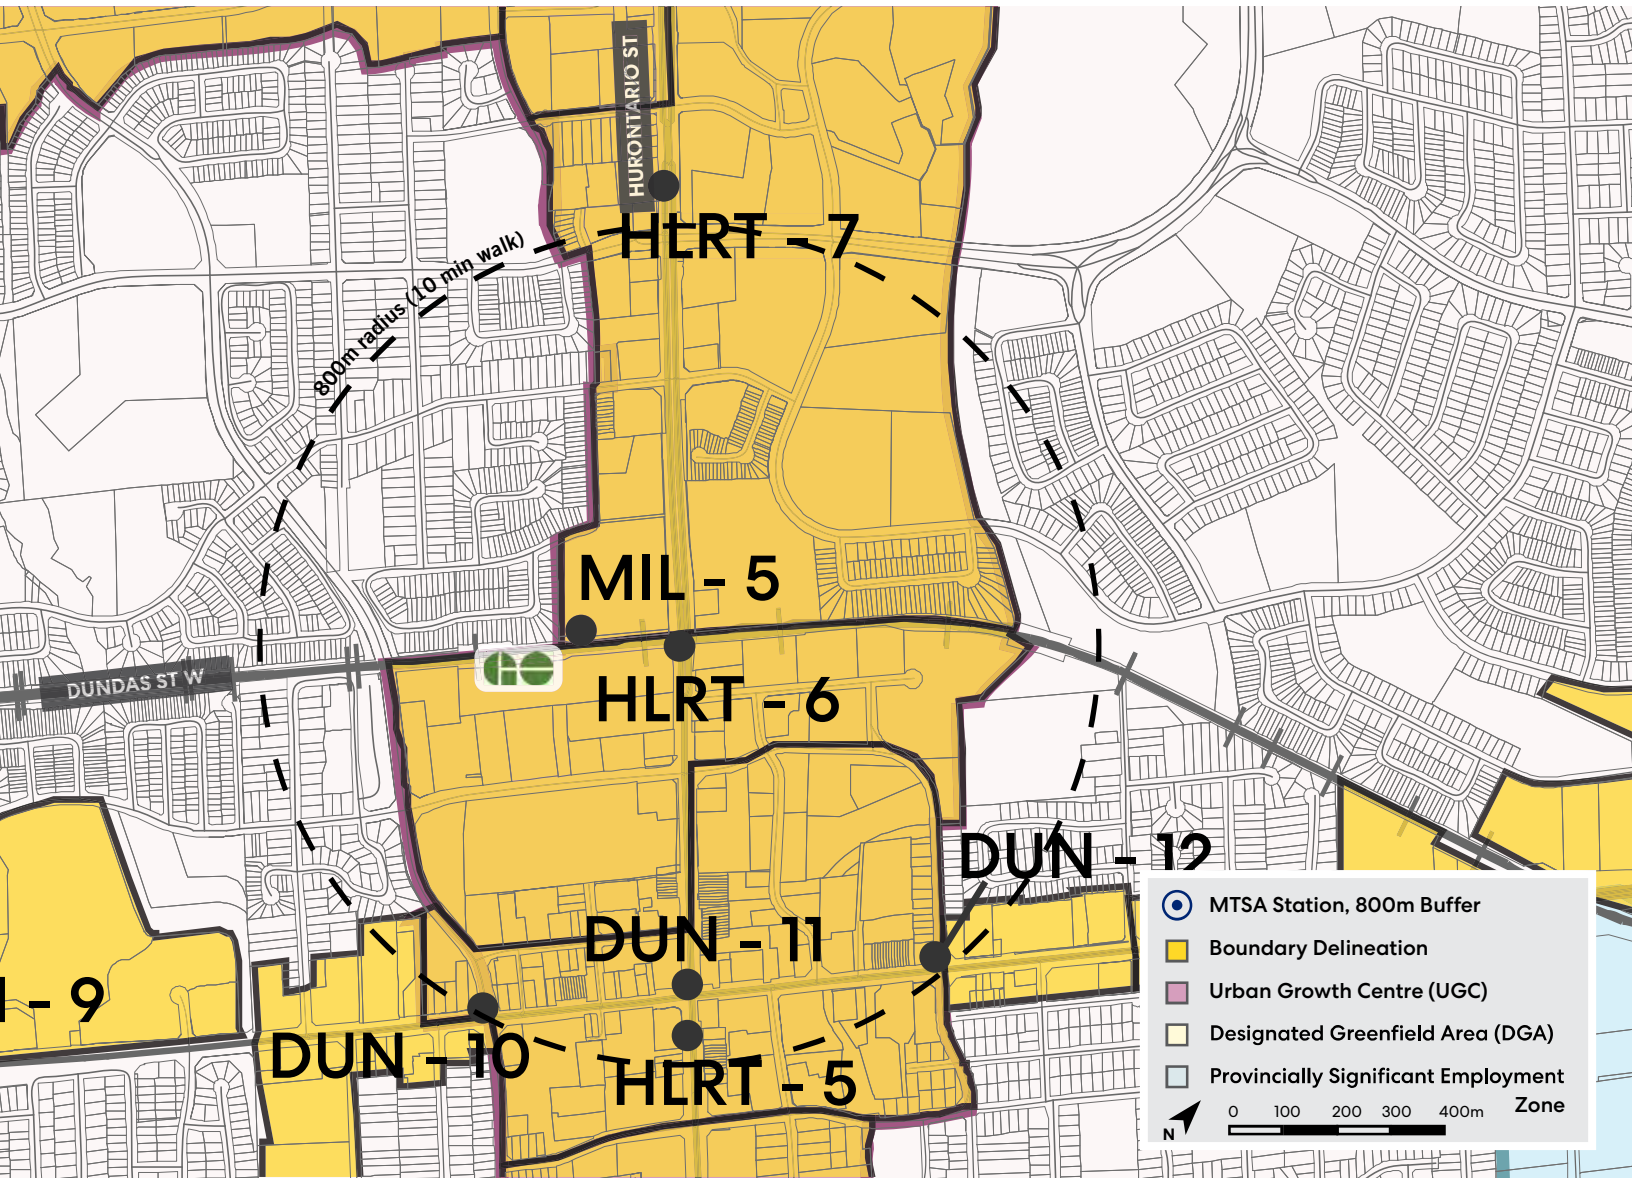 HURONTARIO ST
HLRT - 7
800m radius (10 min walk)
MIL - 5
GO
HLRT - 6
DUNDAS ST W
DUN - 12
DUN - 11
- 9
DUN - 10
HLRT - 5
MTSA Station, 800m Buffer
Boundary Delineation
Urban Growth Centre (UGC)
Designated Greenfield Area (DGA)
Provincially Significant Employment
Zone
0 100 200 300 400m
N